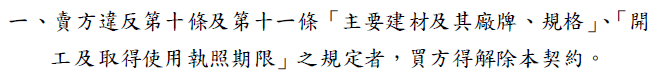 一、賣方違反第十條及第十一條「主要建材及其廠牌、規格」、「開
工及取得使用執照期限」之規定者，買方得解除本契約。